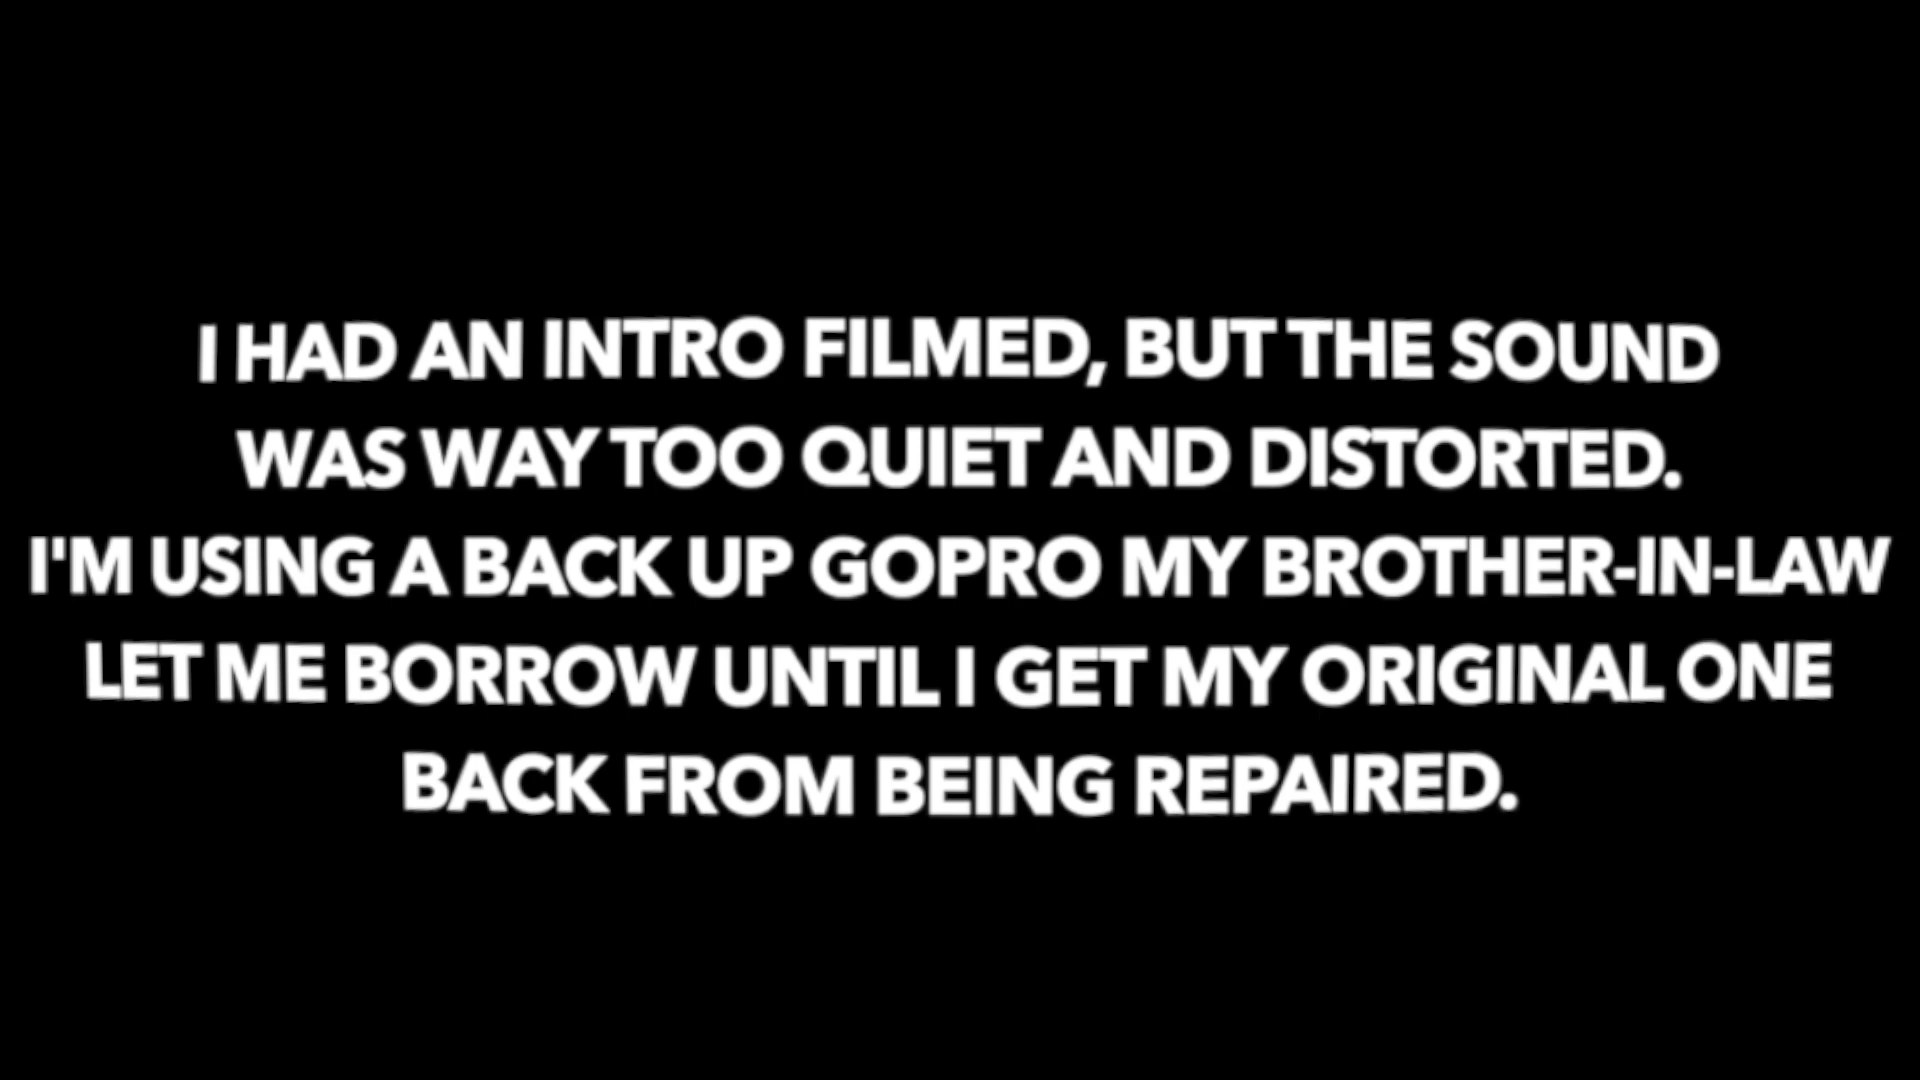 I HAD AN INTRO FILMED, BUT THE SOUND
WAS WAY TOO QUIET AND DISTORTED.
I'M USING A BACK UP GOPRO MY BROTHER-IN-LAW
LET ME BORROW UNTIL I GET MY ORIGINAL ONE
BACK FROM BEING REPAIRED.